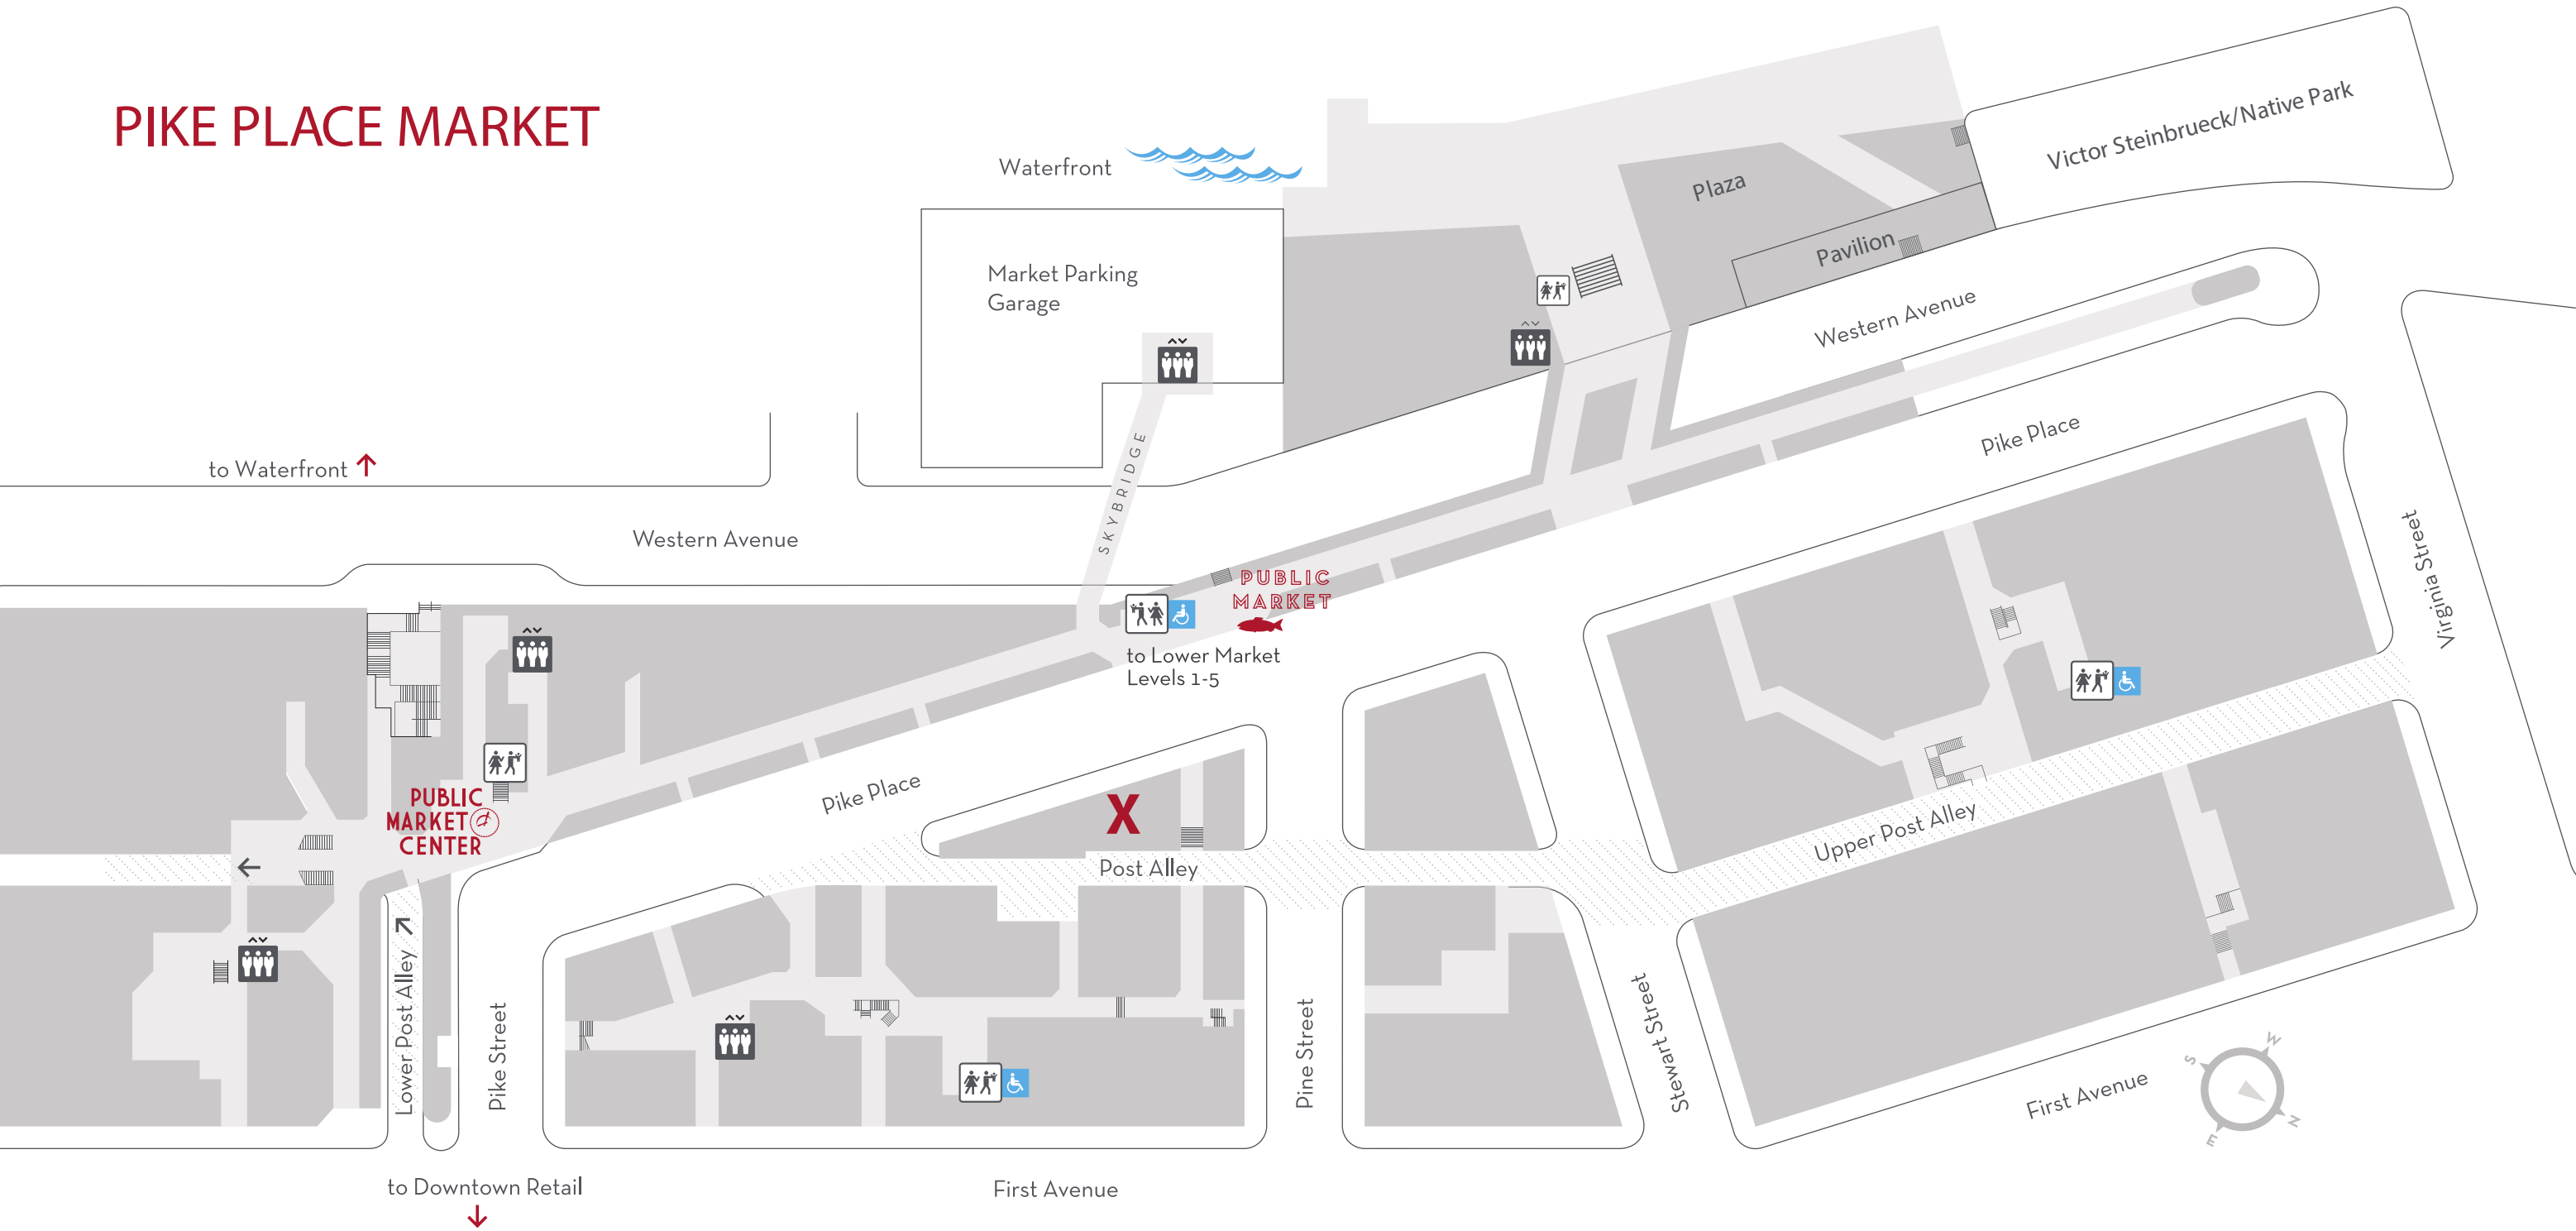 PIKE PLACE MARKET
Waterfront
Victor Steinbrueck/Native Park
Plaza
Pavilion
Market Parking
Garage
Western Avenue
to Waterfront
SKYBRIDGE
Pike Place
Western Avenue
Virginia Street
PUBLIC
MARKET
to Lower Market
Levels 1-5
Pike Place
PUBLIC
MARKET
CENTER
Post Alley
Upper Post Alley
Lower Post Alley
Pike Street
Pine Street
Stewart Street
First Avenue
S
W
N
E
to Downtown Retail
First Avenue
X